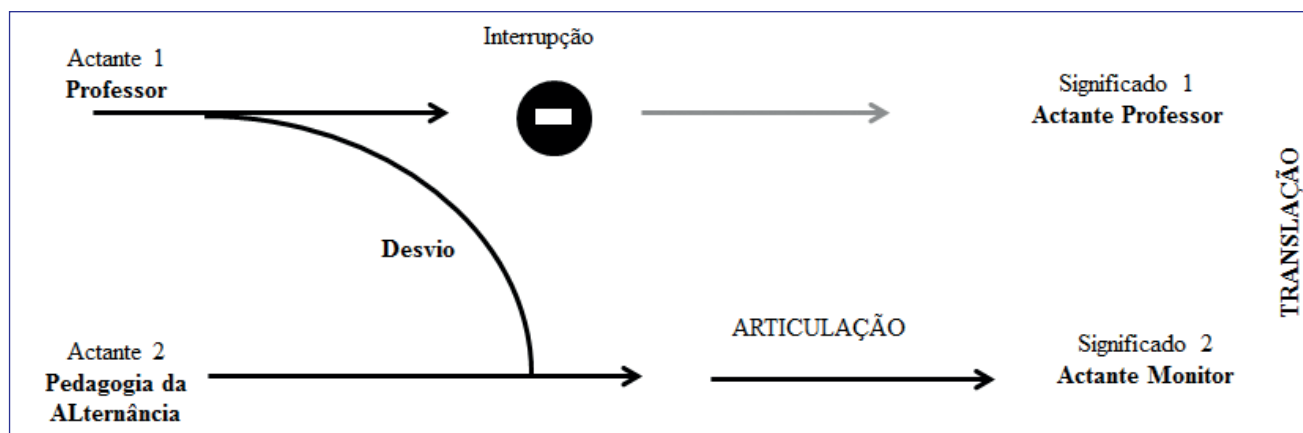 Interrupção
Actante 1
Professor
Significado 1
Actante Professor
TRANSLAÇÃO
Desvio
ARTICULAÇÃO
Actante 2
Pedagogia da
ALternância
Significado 2
Actante Monitor